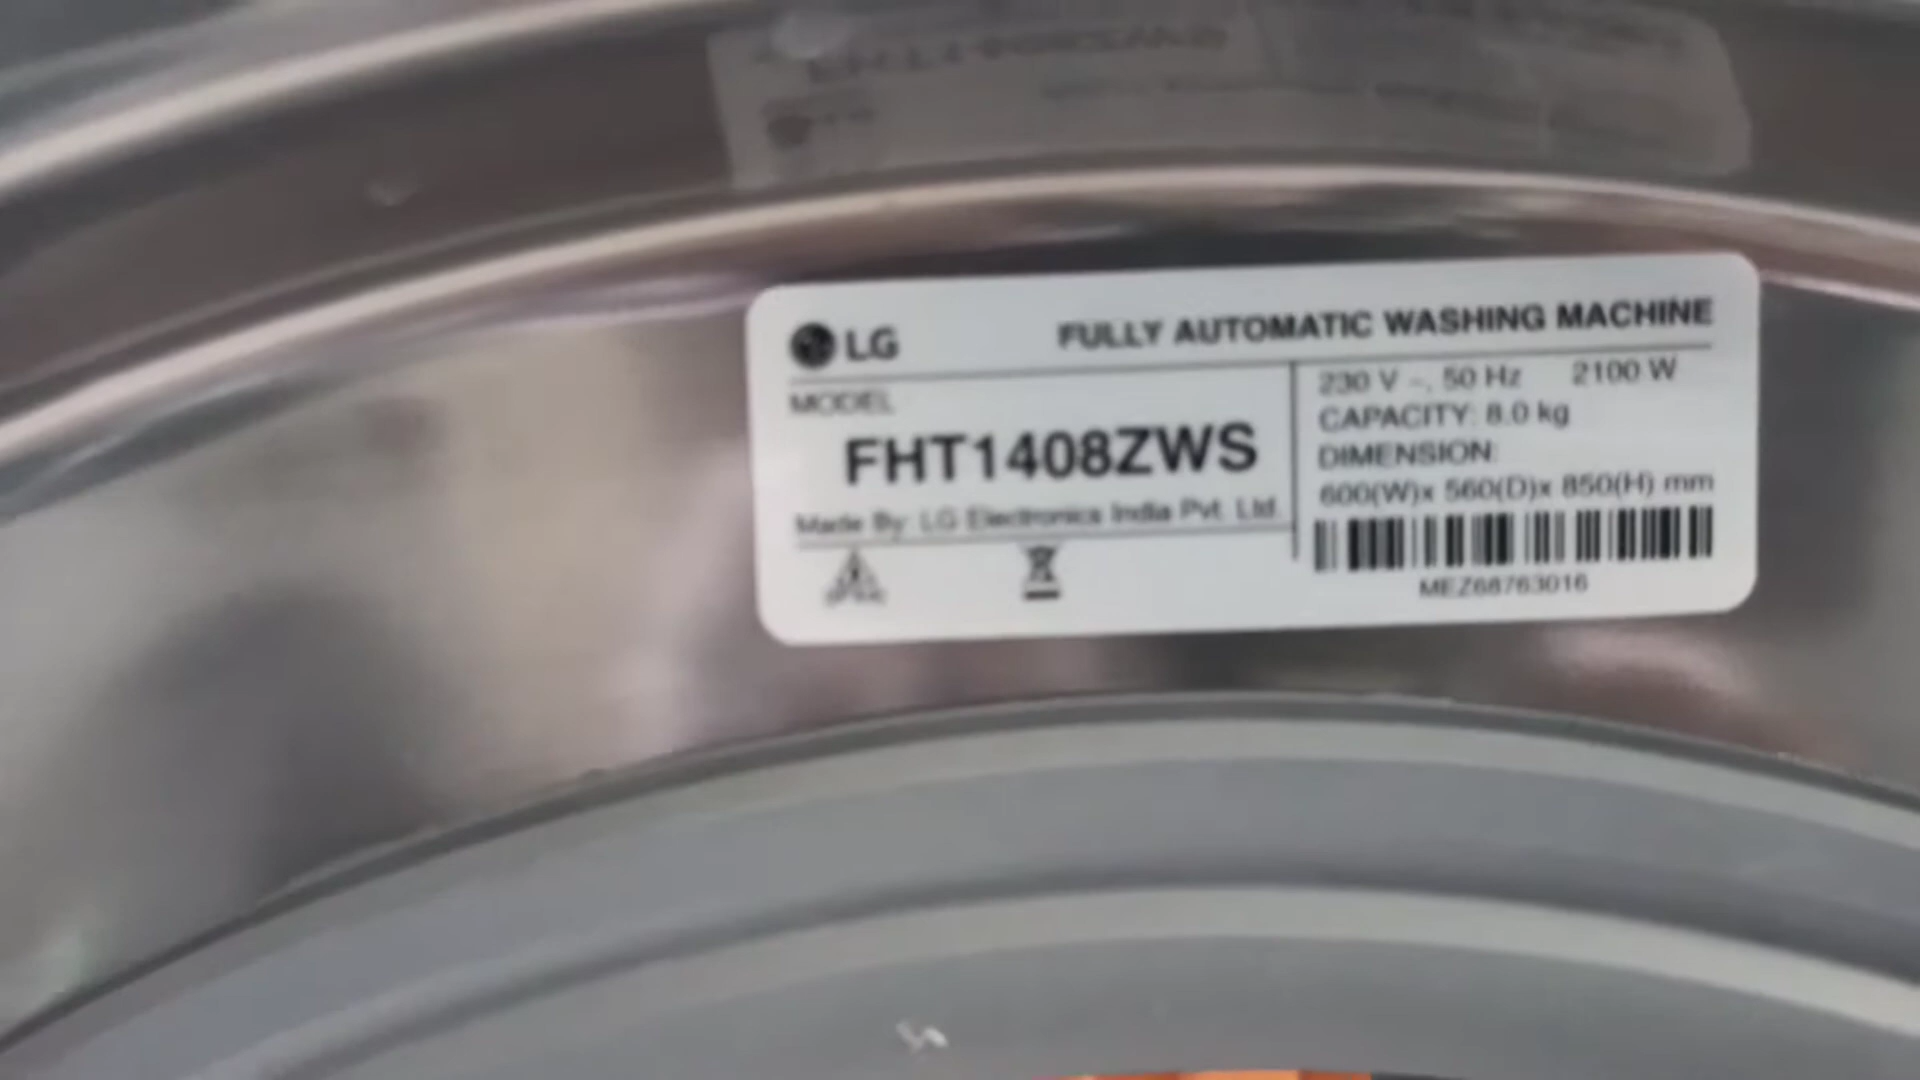 LG FULLY AUTOMATIC WASHING MACHINE
MODEL
FHT1408ZWS
Made By: LG Electronics India Pvt. Ltd.
230 V ~, 50 Hz 2100 W
CAPACITY: 8.0 kg
DIMENSION:
600(W)x 560(D)x 850(H) mm
MEZ68763016